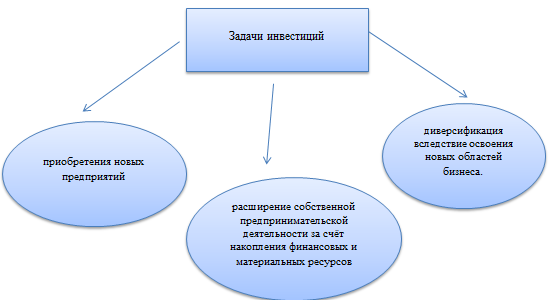 Задачи инвестиций
приобретения новых
предприятий
расширение собственной
предпринимательской
деятельности за счёт
накопления финансовых и
материальных ресурсов
диверсификация
вследствие освоения
новых областей
бизнеса.